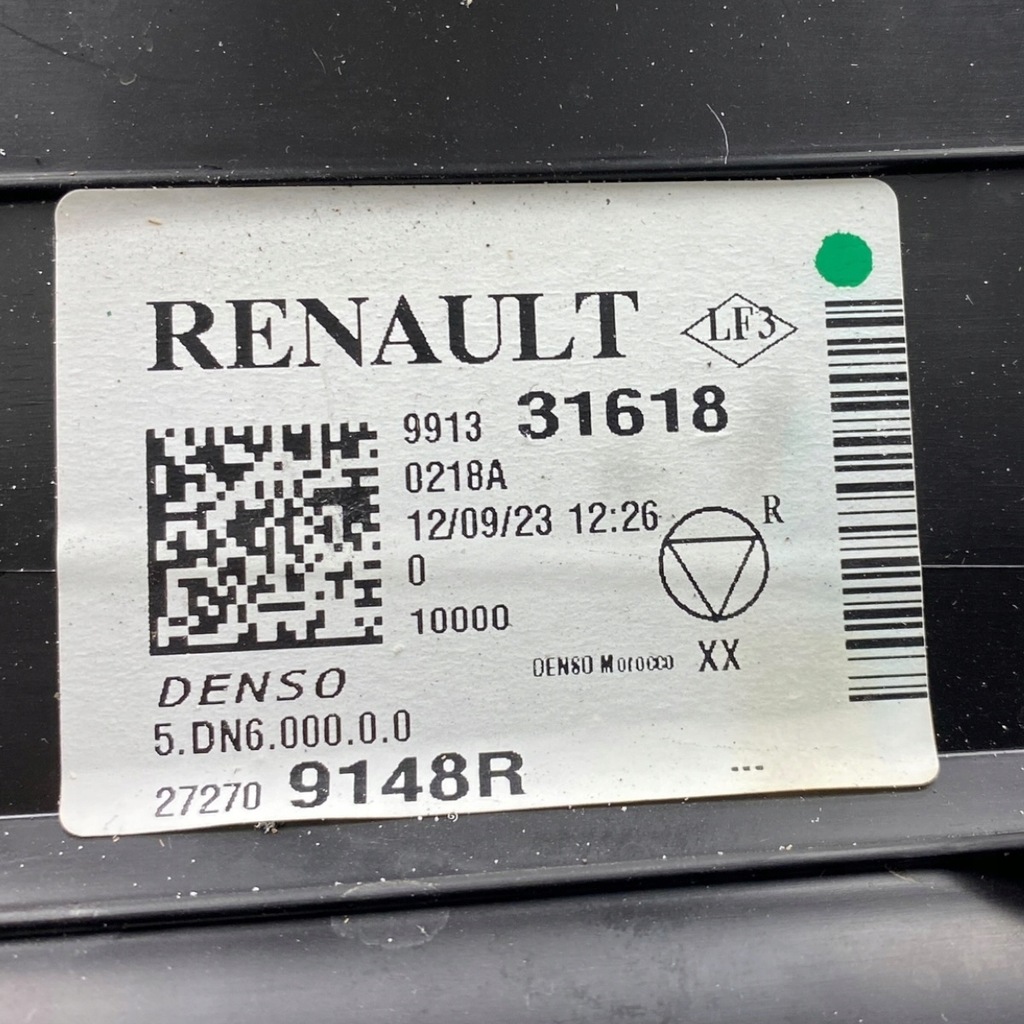 RENAULT
LF3
9913 31618
0218A
12/09/23 12:26
R
0
10000
DENSO Morocco XX
DENSO
5.DN6.000.0.0
27270 9148R
---